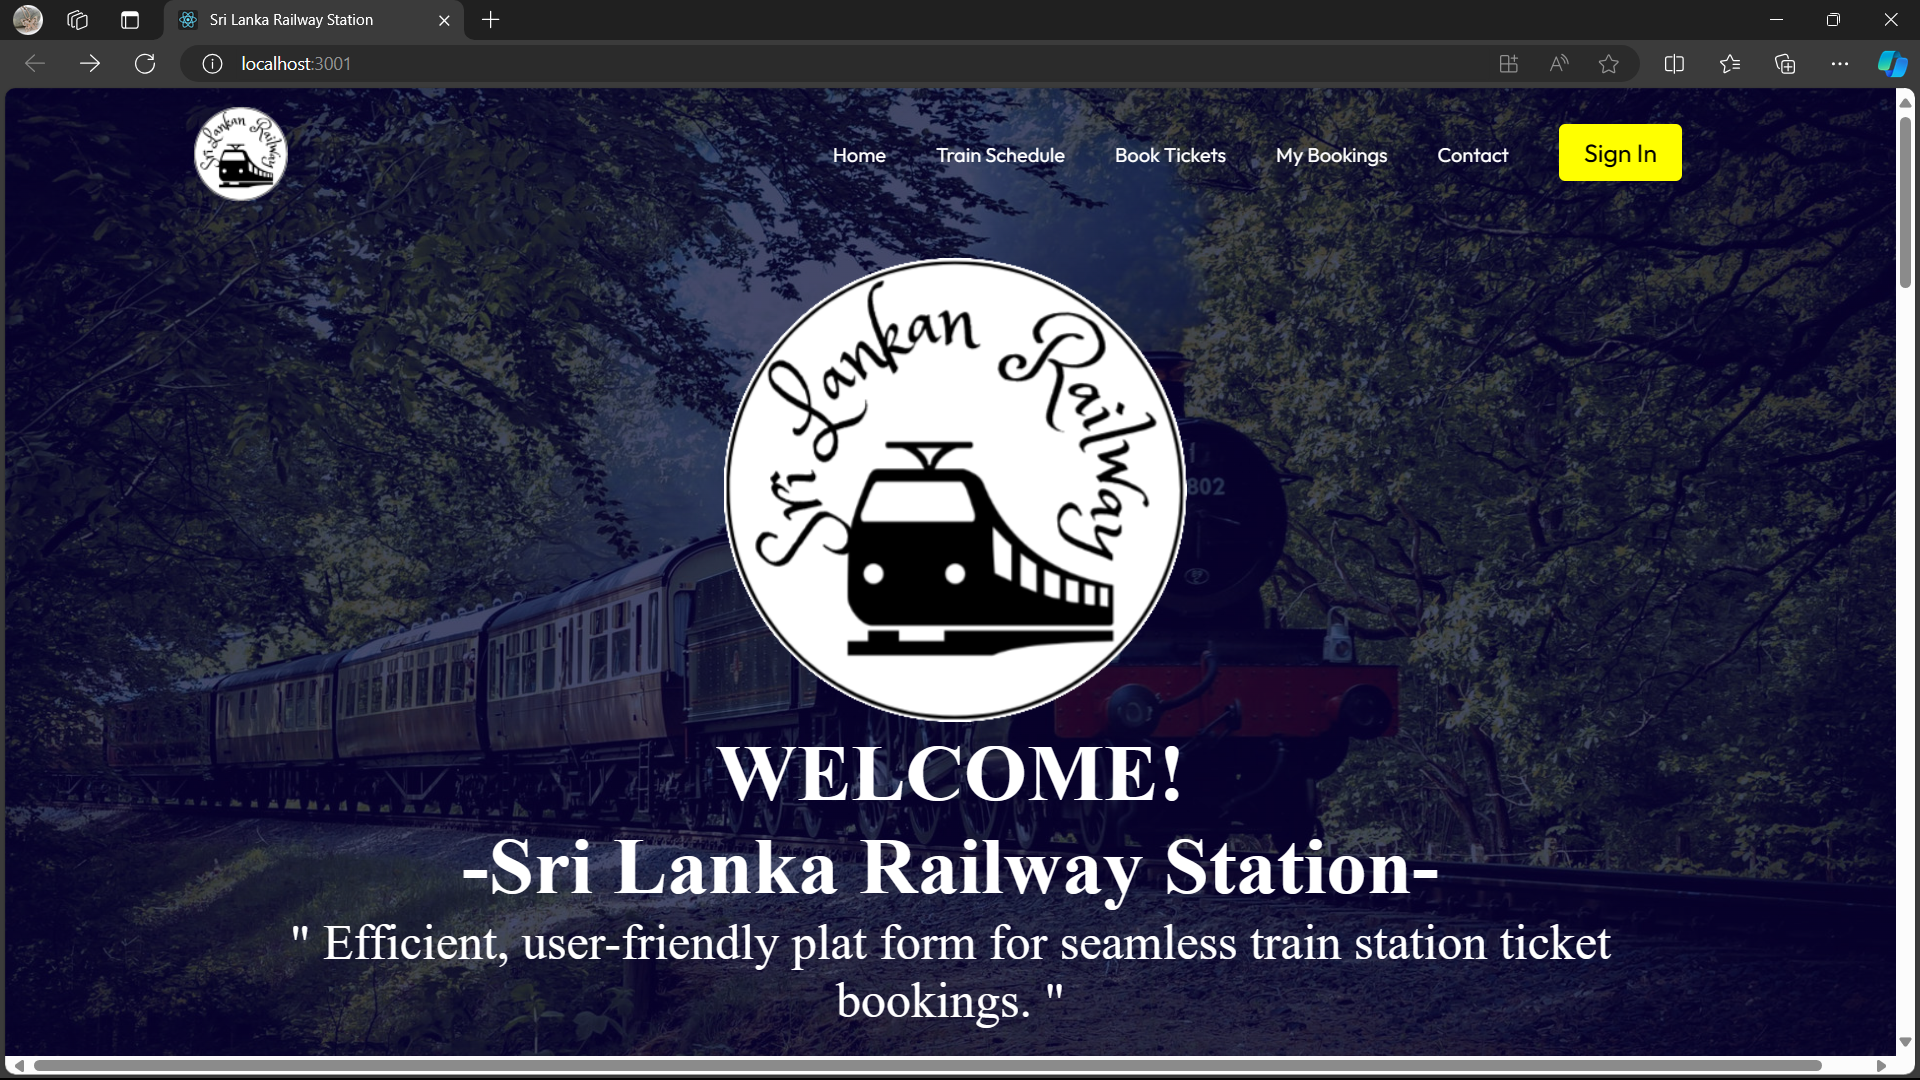 Sri Lanka Railway Station
localhost:3001
Sri Lankan Railway
Home Train Schedule Book Tickets My Bookings Contact Sign In
Sri Lankan Railway
802
WELCOME!
-Sri Lanka Railway Station-
" Efficient, user-friendly plat form for seamless train station ticket
bookings. "